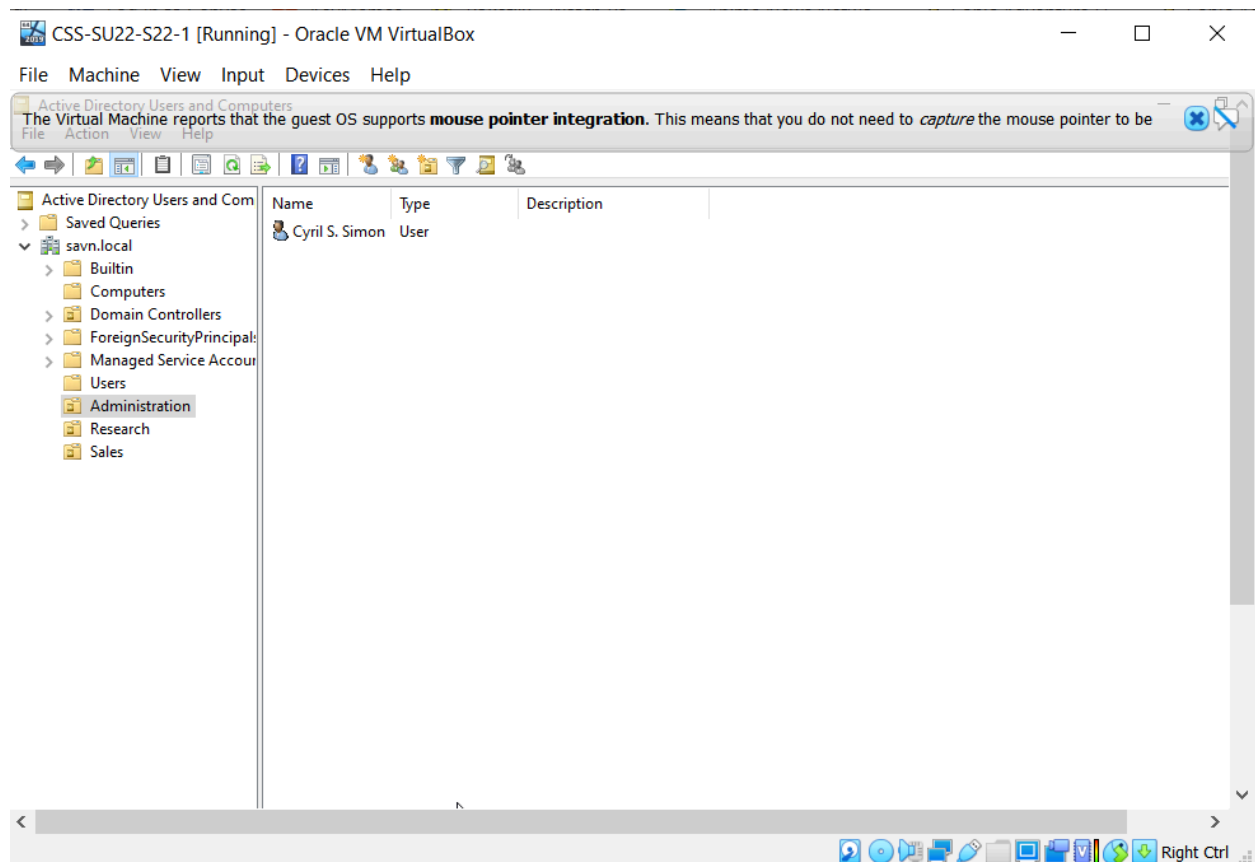 CSS-SU22-S22-1 [Running] - Oracle VM VirtualBox
File Machine View Input Devices Help
Active Directory Users and Computers
The Virtual Machine reports that the guest OS supports mouse pointer integration. This means that you do not need to capture the mouse pointer to be
File Action View Help
Active Directory Users and Com
Name Type Description
Saved Queries
Cyril S. Simon User
savn.local
Builtin
Computers
Domain Controllers
ForeignSecurityPrincipals
Managed Service Accour
Users
Administration
Research
Sales
Right Ctrl